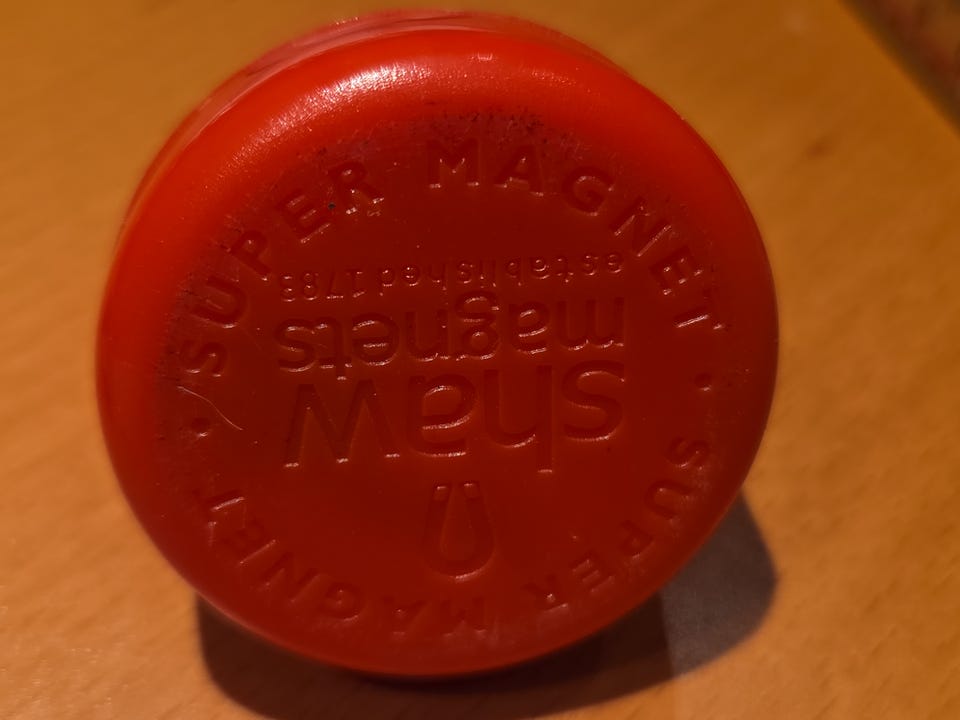 SUPER MAGNET ·
SUPER MAGNET ·
shaw
magnets
established 1783